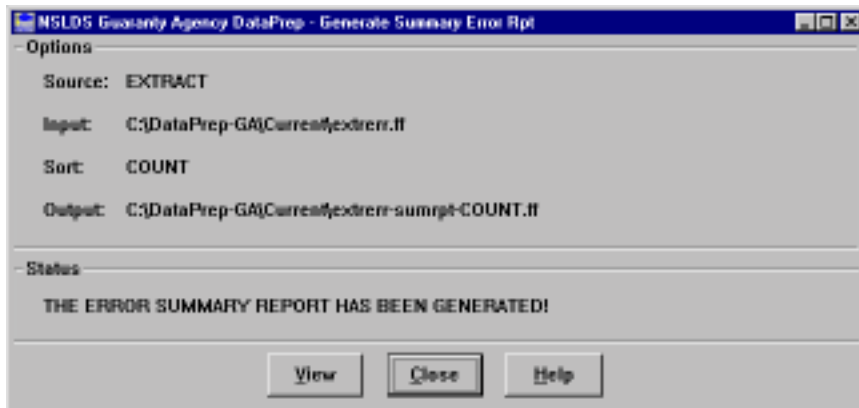 NSLDS Guaranty Agency DataPrep - Generate Summary Error Rpt
Options
Source: EXTRACT
Input: C:\DataPrep-GA\Current\extrerr.ff
Sort: COUNT
Output: C:\DataPrep-GA\Current\extrerr-sumrpt-COUNT.ff
Status
THE ERROR SUMMARY REPORT HAS BEEN GENERATED!
View Close Help